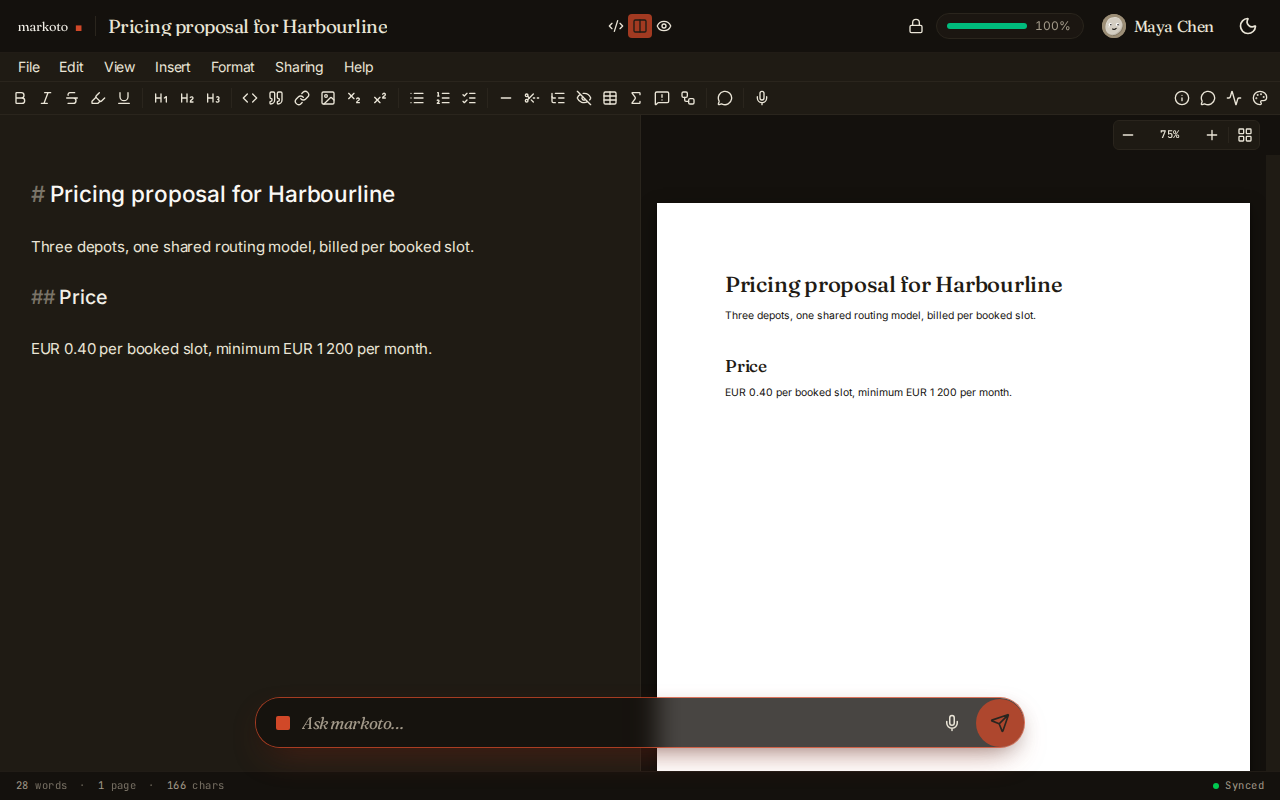 markoto
Pricing proposal for Harbourline
100%
Maya Chen
File Edit View Insert Format Sharing Help
H1 H2 H3
75%
# Pricing proposal for Harbourline
Three depots, one shared routing model, billed per booked slot.
## Price
EUR 0.40 per booked slot, minimum EUR 1 200 per month.
Pricing proposal for Harbourline
Three depots, one shared routing model, billed per booked slot.
Price
EUR 0.40 per booked slot, minimum EUR 1 200 per month.
Ask markoto...
28 words · 1 page · 166 chars
Synced